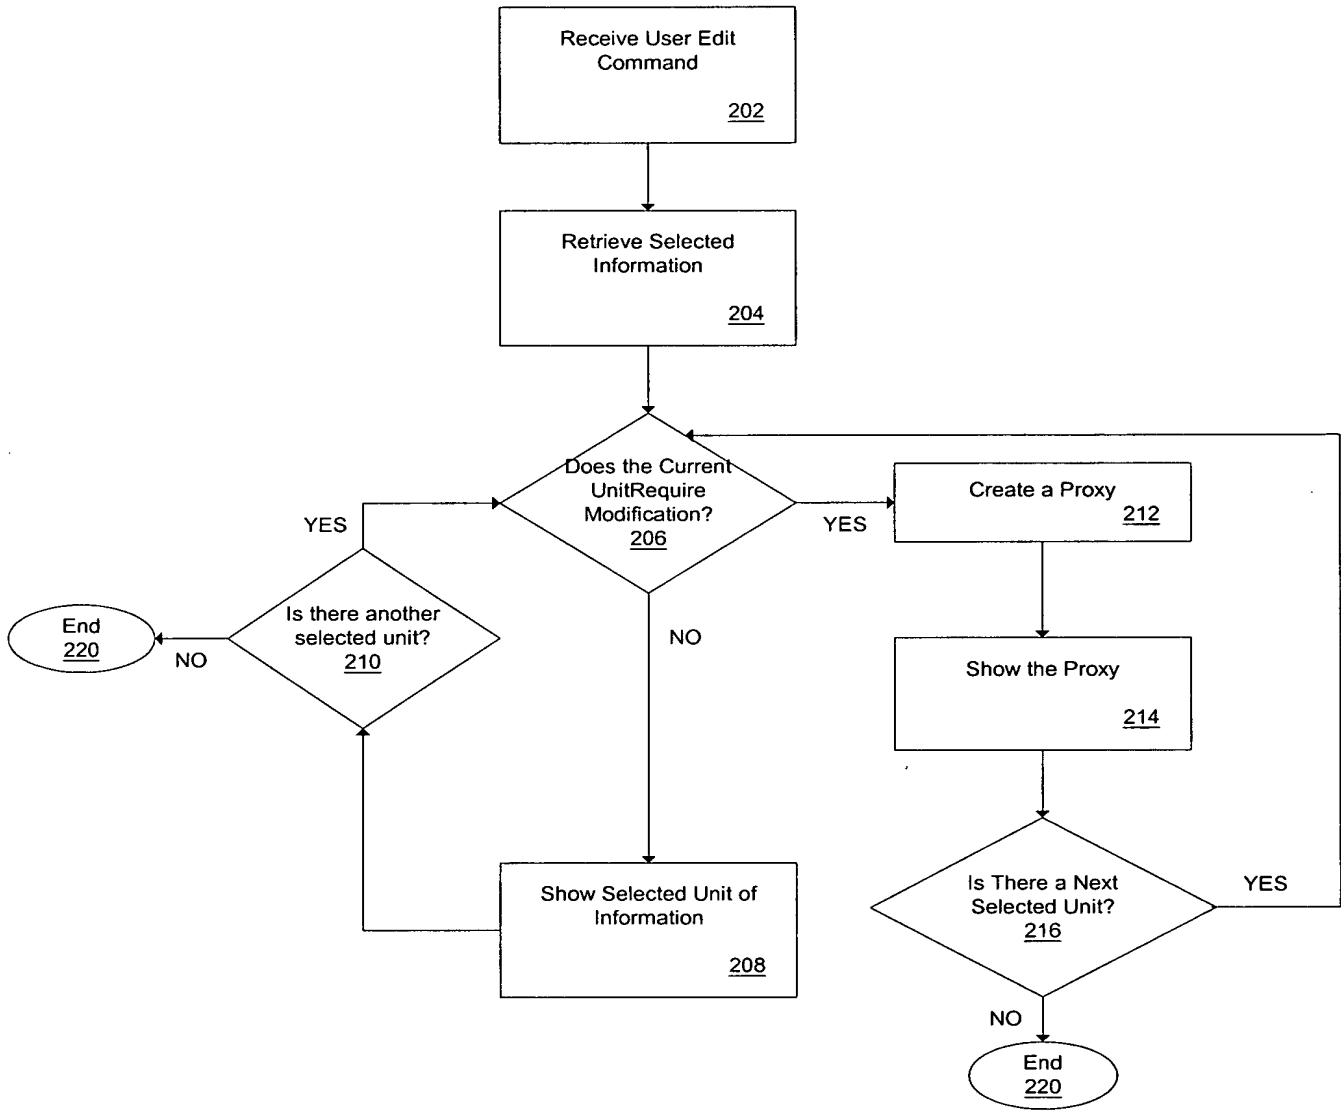 Receive User Edit
Command
202
Retrieve Selected
Information
204
Does the Current
UnitRequire
Modification?
206
YES
Create a Proxy
212
YES
Is there another
selected unit?
210
End
220
NO
NO
Show the Proxy
214
Show Selected Unit of
Information
208
Is There a Next
Selected Unit?
216
YES
NO
End
220